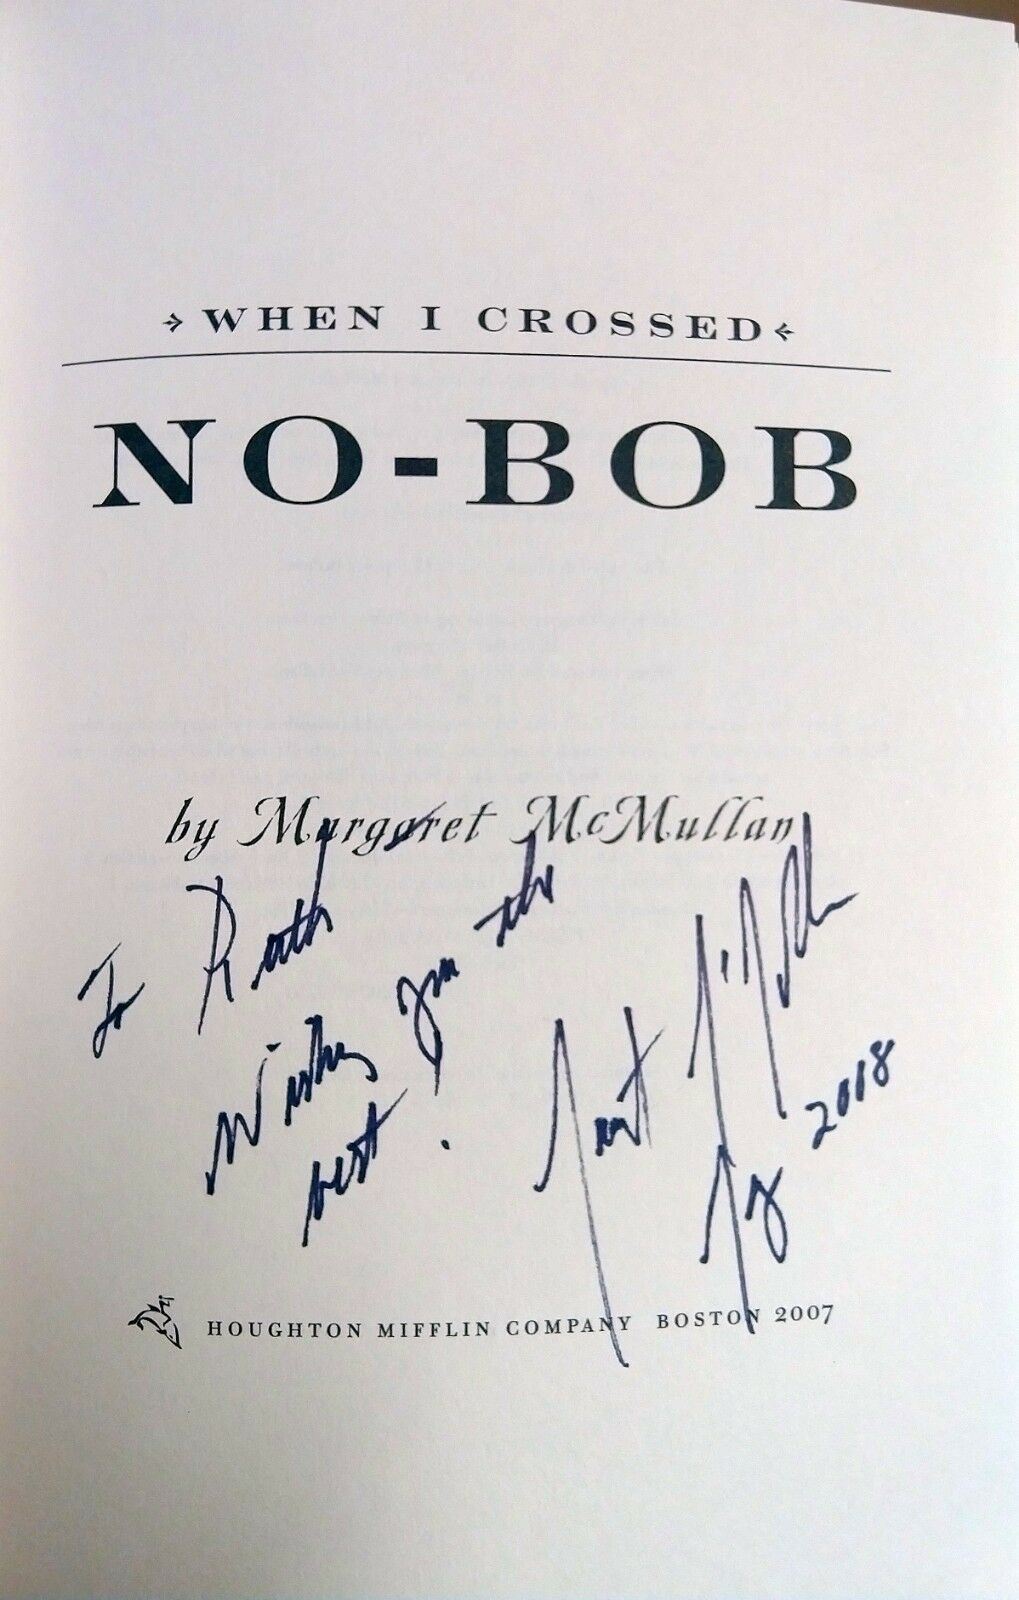 WHEN I CROSSED
NO-BOB
by Margaret McMullan
To Ruth
Wishing you the
best!
2018
HOUGHTON MIFFLIN COMPANY BOSTON 2007